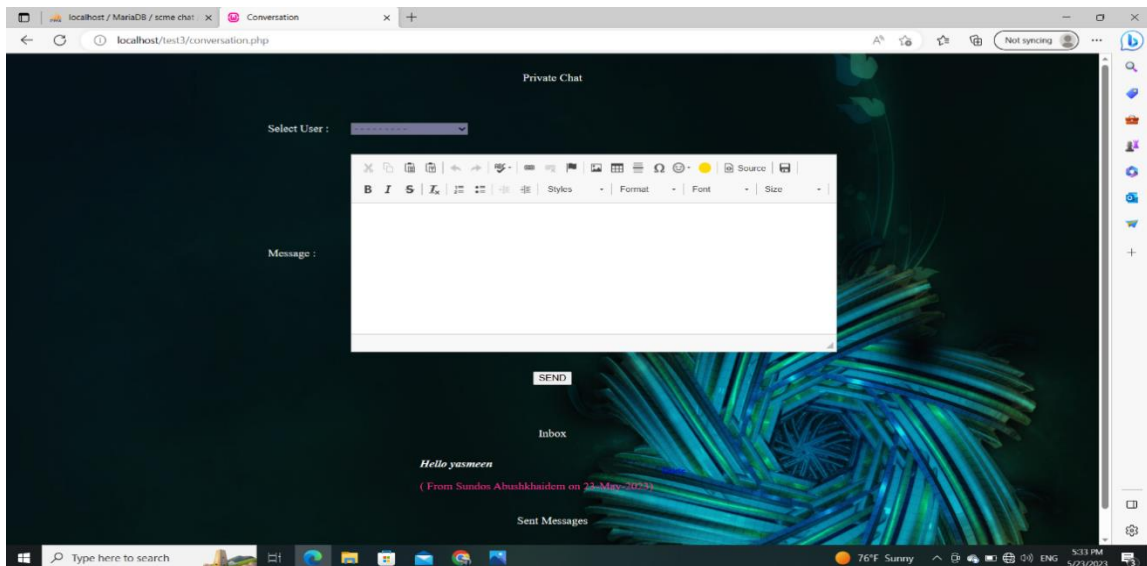 localhost / MariaDB / scme chat
Conversation
localhost/test3/conversation.php
Not syncing
Private Chat
Select User :
---------
Source
B I S Ix Styles Format Font Size
Message :
SEND
Inbox
Hello yasmeen
( From Sundos Abushkhaidem on 23-May-2023)
Sent Messages
Type here to search
76°F Sunny
ENG
5:33 PM
5/23/2023